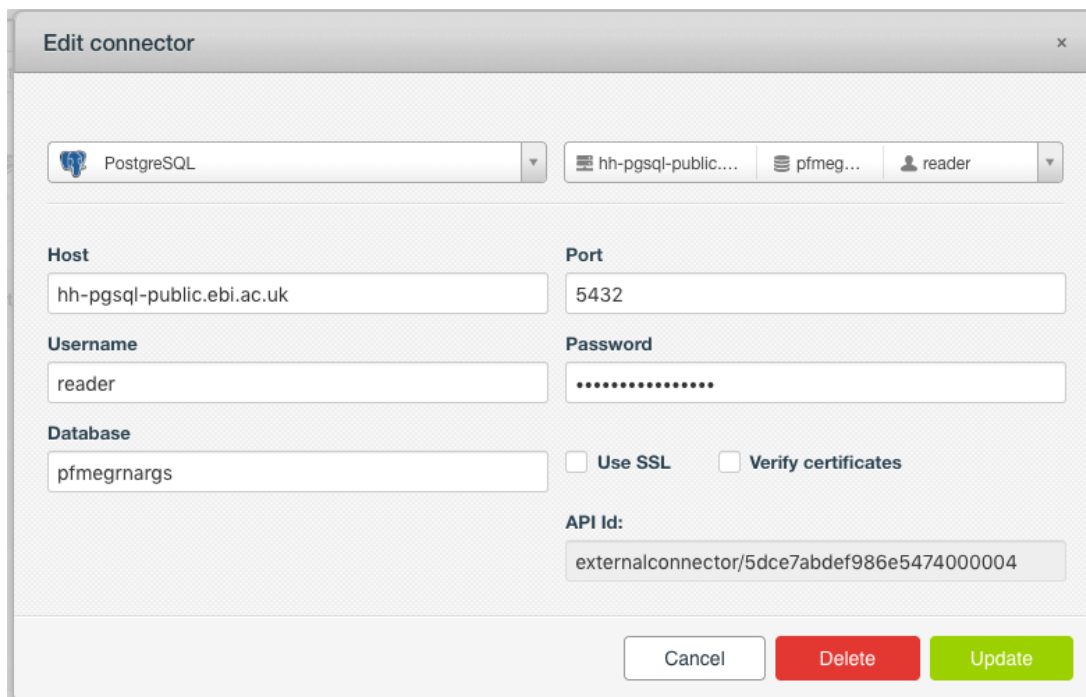 Edit connector ×
PostgreSQL hh-pgsql-public.... pfmeg... reader
Host Port
hh-pgsql-public.ebi.ac.uk 5432
Username Password
reader ••••••••••••••••
Database
pfmegrnargs
Use SSL Verify certificates
API Id:
externalconnector/5dce7abdef986e5474000004
Cancel Delete Update